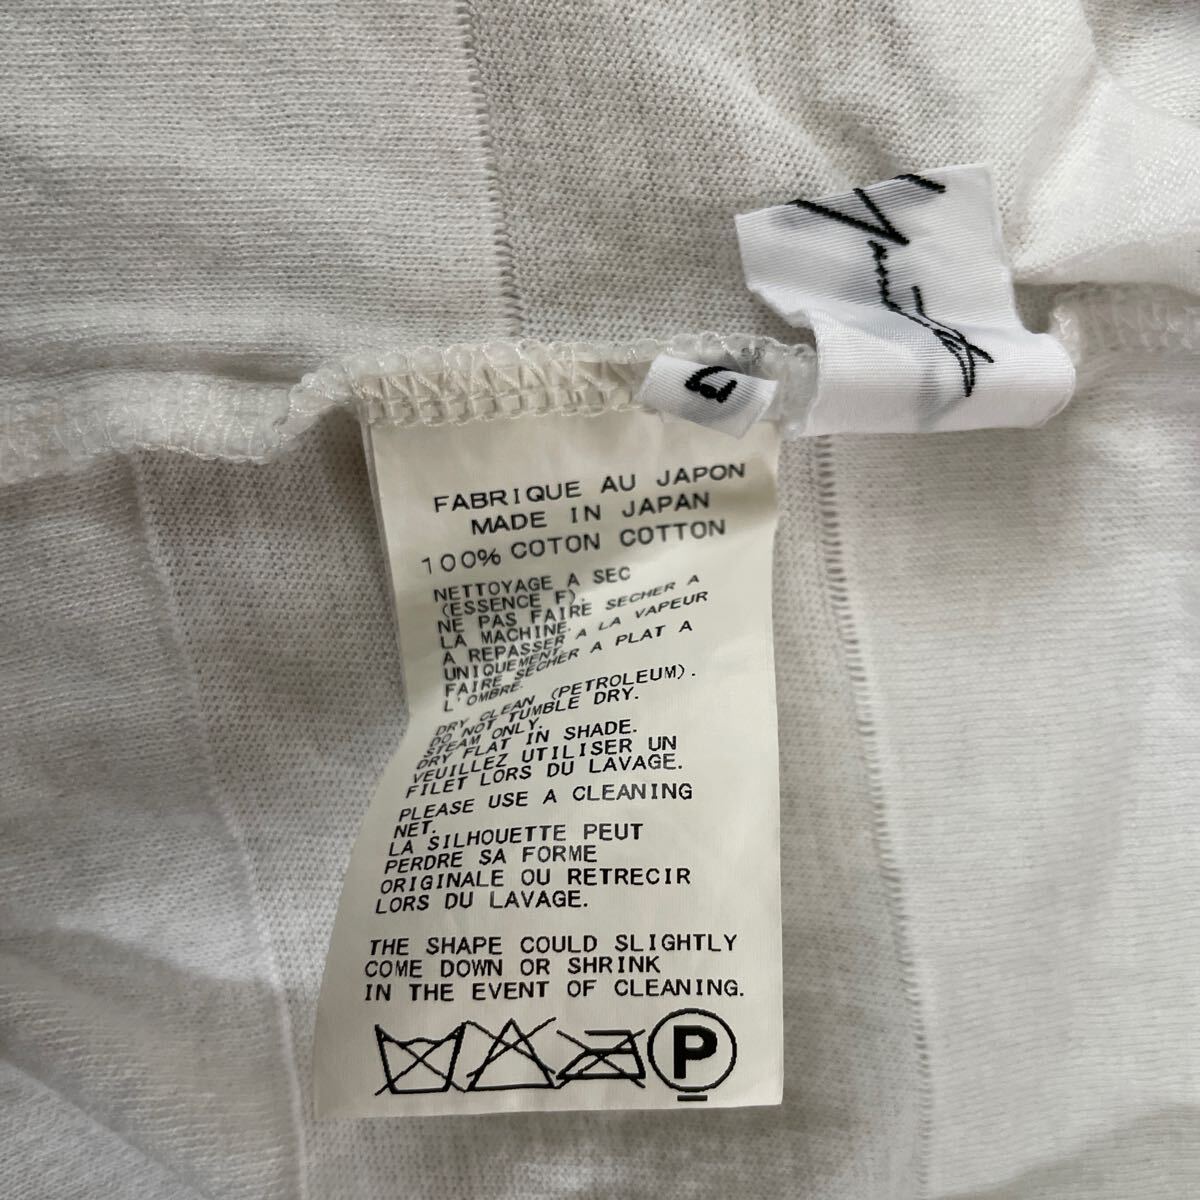 3
FABRIQUE AU JAPON
MADE IN JAPAN
100% COTON COTTON
NETTOYAGE A SEC
(ESSENCE F).
NE PAS FAIRE SECHER A
LA MACHINE.
A REPASSER A LA VAPEUR
UNIQUEMENT.
FAIRE SECHER A PLAT A
L'OMBRE.
DRY CLEAN (PETROLEUM).
DO NOT TUMBLE DRY.
STEAM ONLY.
DRY FLAT IN SHADE.
VEUILLEZ UTILISER UN
FILET LORS DU LAVAGE.
PLEASE USE A CLEANING
NET.
LA SILHOUETTE PEUT
PERDRE SA FORME
ORIGINALE OU RETRECIR
LORS DU LAVAGE.
THE SHAPE COULD SLIGHTLY
COME DOWN OR SHRINK
IN THE EVENT OF CLEANING.
P